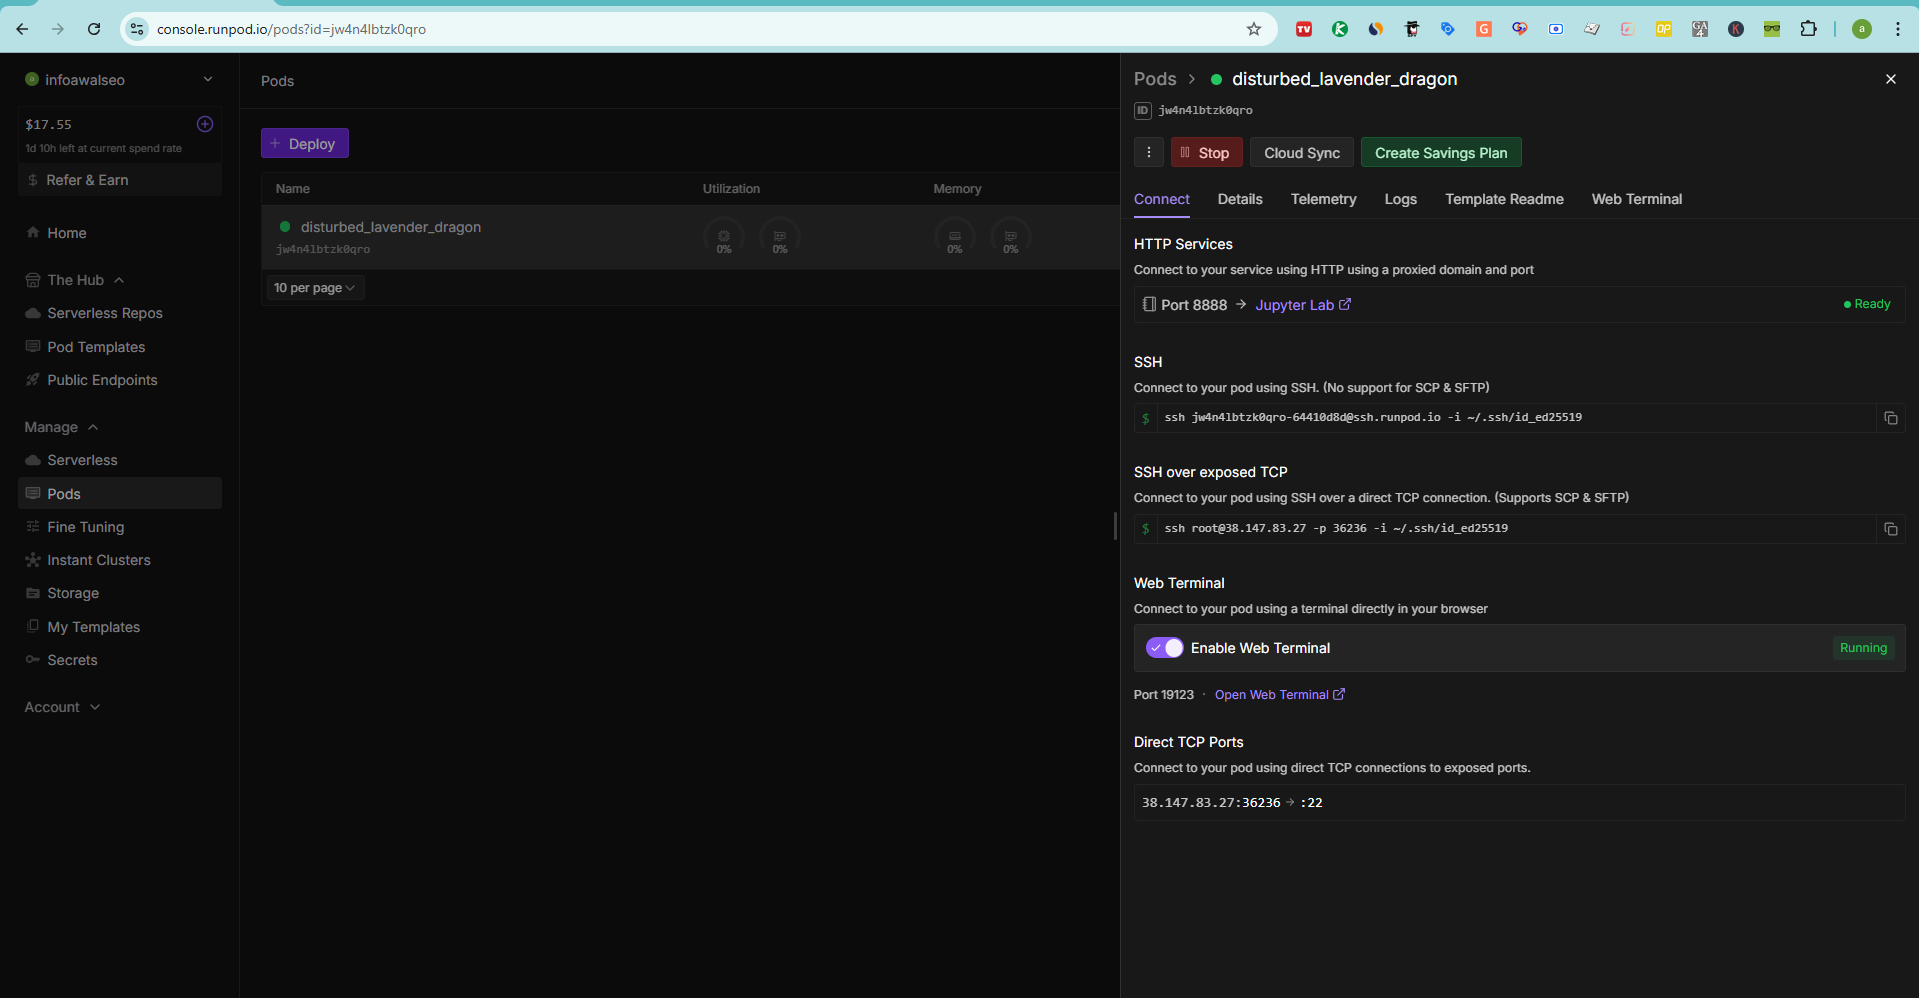 console.runpod.io/pods?id=jw4n4lbtzk0qro
TV
K
G
OP
GA
4
K
a
a
infoawalseo
$17.55
1d 10h left at current spend rate
$ Refer & Earn
Home
The Hub
Serverless Repos
Pod Templates
Public Endpoints
Manage
Serverless
Pods
Fine Tuning
Instant Clusters
Storage
My Templates
Secrets
Account
Pods
+ Deploy
Name Utilization Memory
disturbed_lavender_dragon
jw4n4lbtzk0qro
0% 0% 0% 0%
10 per page
Pods > disturbed_lavender_dragon
ID jw4n4lbtzk0qro
Stop Cloud Sync Create Savings Plan
Connect Details Telemetry Logs Template Readme Web Terminal
HTTP Services
Connect to your service using HTTP using a proxied domain and port
Port 8888 → Jupyter Lab Ready
SSH
Connect to your pod using SSH. (No support for SCP & SFTP)
$ ssh jw4n4lbtzk0qro-64410d8d@ssh.runpod.io -i ~/.ssh/id_ed25519
SSH over exposed TCP
Connect to your pod using SSH over a direct TCP connection. (Supports SCP & SFTP)
$ ssh root@38.147.83.27 -p 36236 -i ~/.ssh/id_ed25519
Web Terminal
Connect to your pod using a terminal directly in your browser
Enable Web Terminal Running
Port 19123 · Open Web Terminal
Direct TCP Ports
Connect to your pod using direct TCP connections to exposed ports.
38.147.83.27:36236 → :22